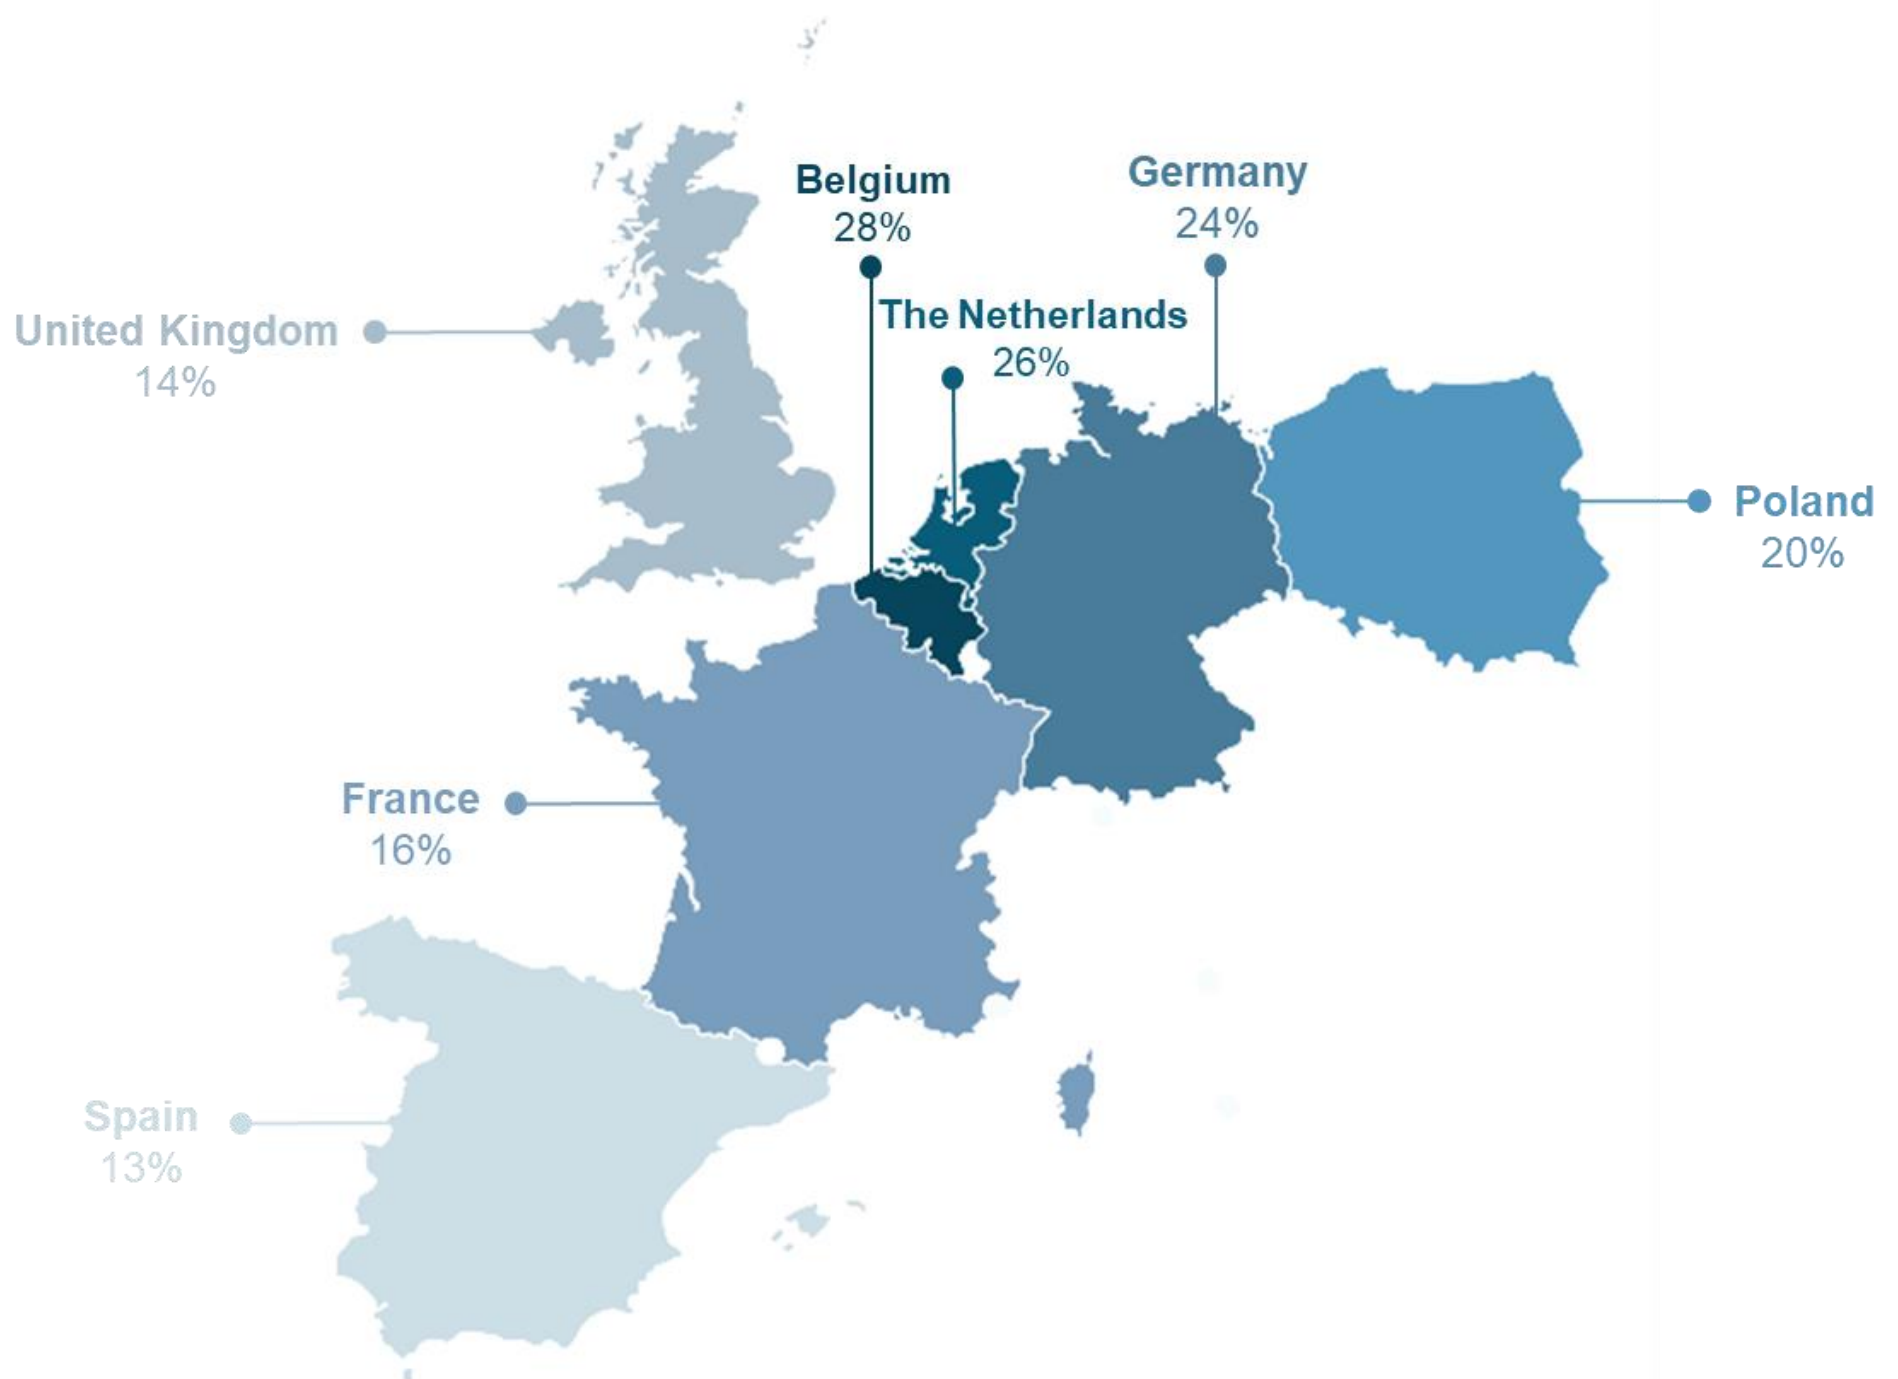 Belgium
28%
Germany
24%
The Netherlands
26%
United Kingdom
14%
Poland
20%
France
16%
Spain
13%